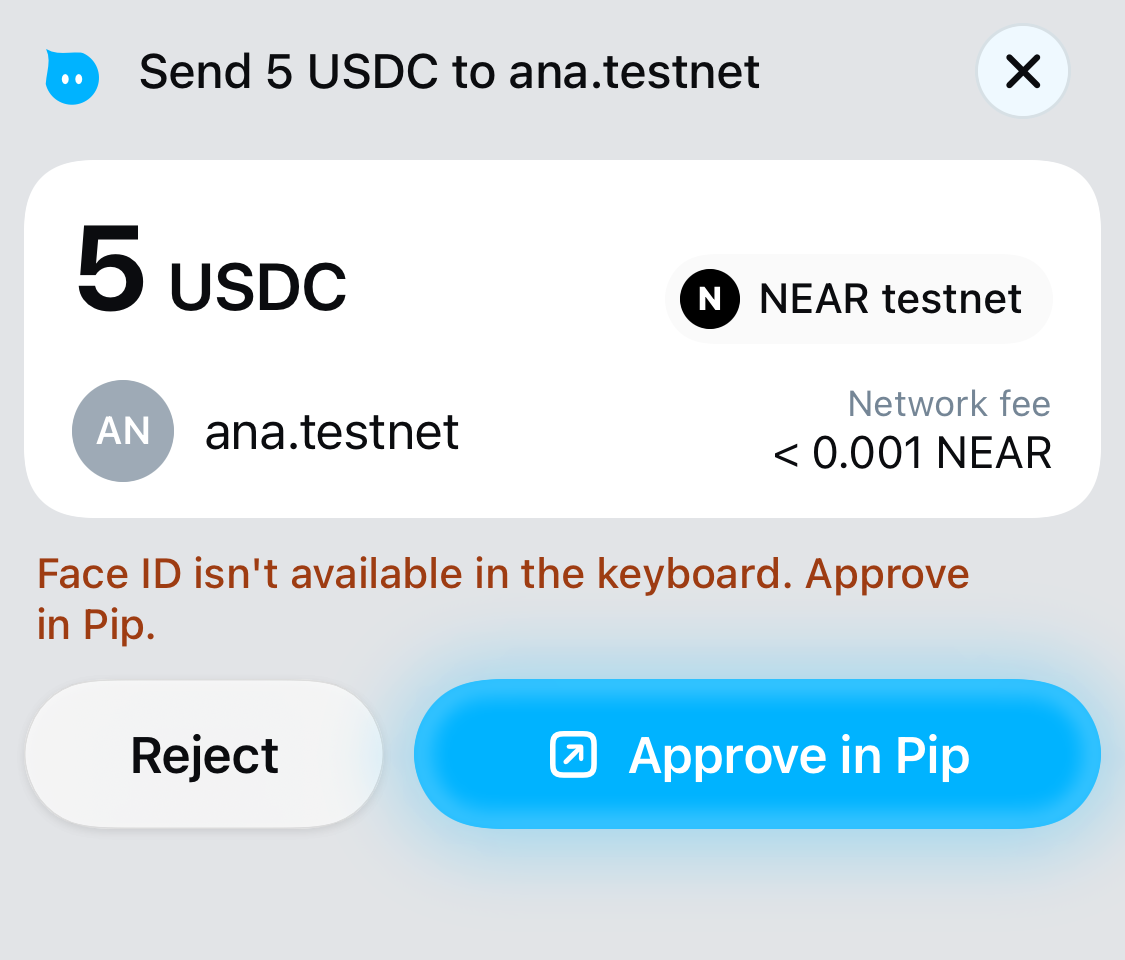 Send 5 USDC to ana.testnet
5 USDC
N NEAR testnet
AN ana.testnet
Network fee
< 0.001 NEAR
Face ID isn't available in the keyboard. Approve
in Pip.
Reject
Approve in Pip